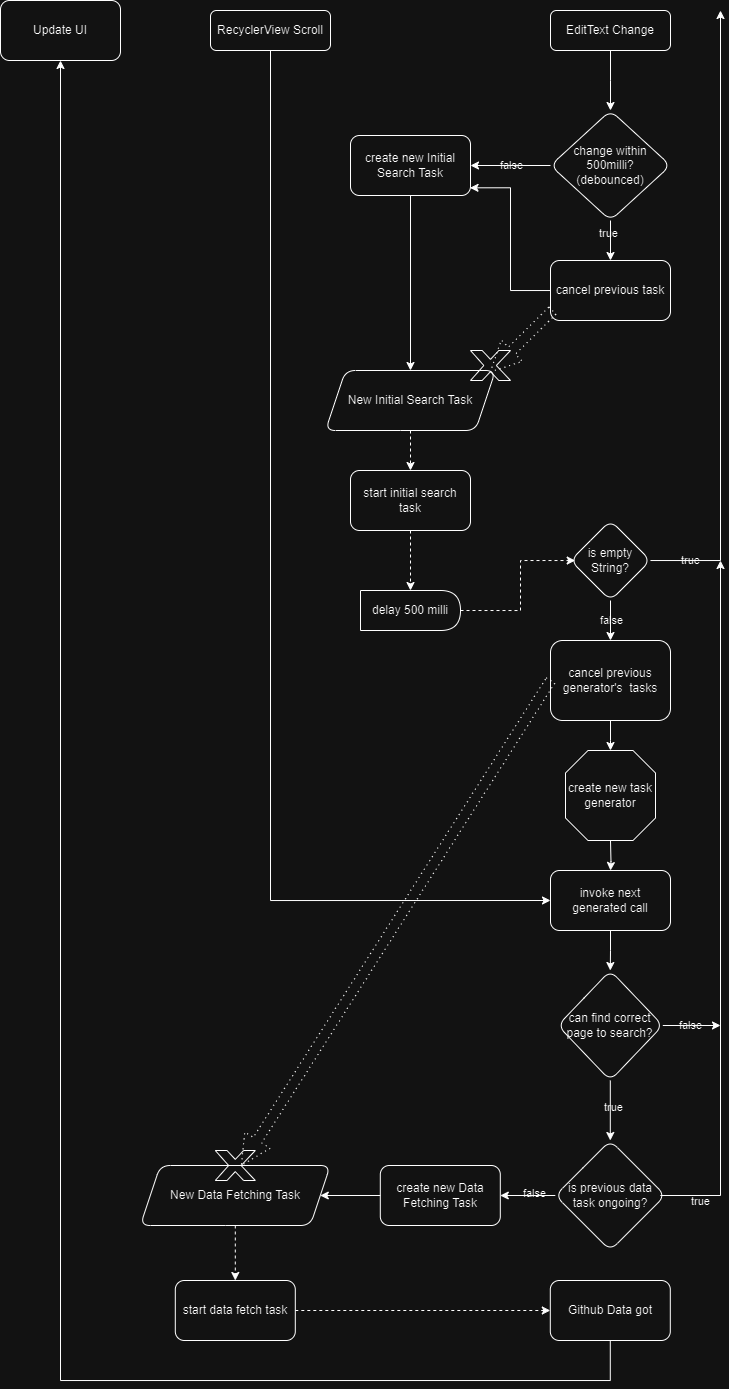 Update UI
RecyclerView Scroll
EditText Change
change within
500milli?
(debounced)
false
create new Initial
Search Task
true
cancel previous task
New Initial Search Task
start initial search
task
is empty
String?
true
delay 500 milli
false
cancel previous
generator's tasks
create new task
generator
invoke next
generated call
can find correct
page to search?
false
true
is previous data
task ongoing?
true
false
create new Data
Fetching Task
New Data Fetching Task
start data fetch task
Github Data got